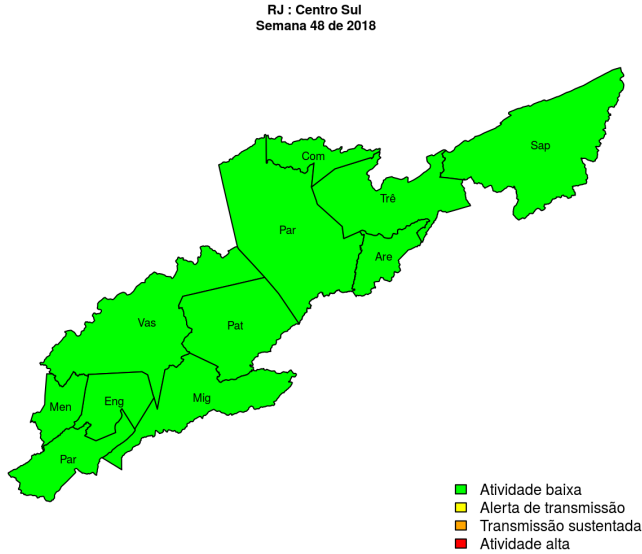 RJ : Centro Sul
Semana 48 de 2018
Sap
Com
Trê
Par
Are
Vas
Pat
Mig
Men
Eng
Par
Atividade baixa
Alerta de transmissão
Transmissão sustentada
Atividade alta